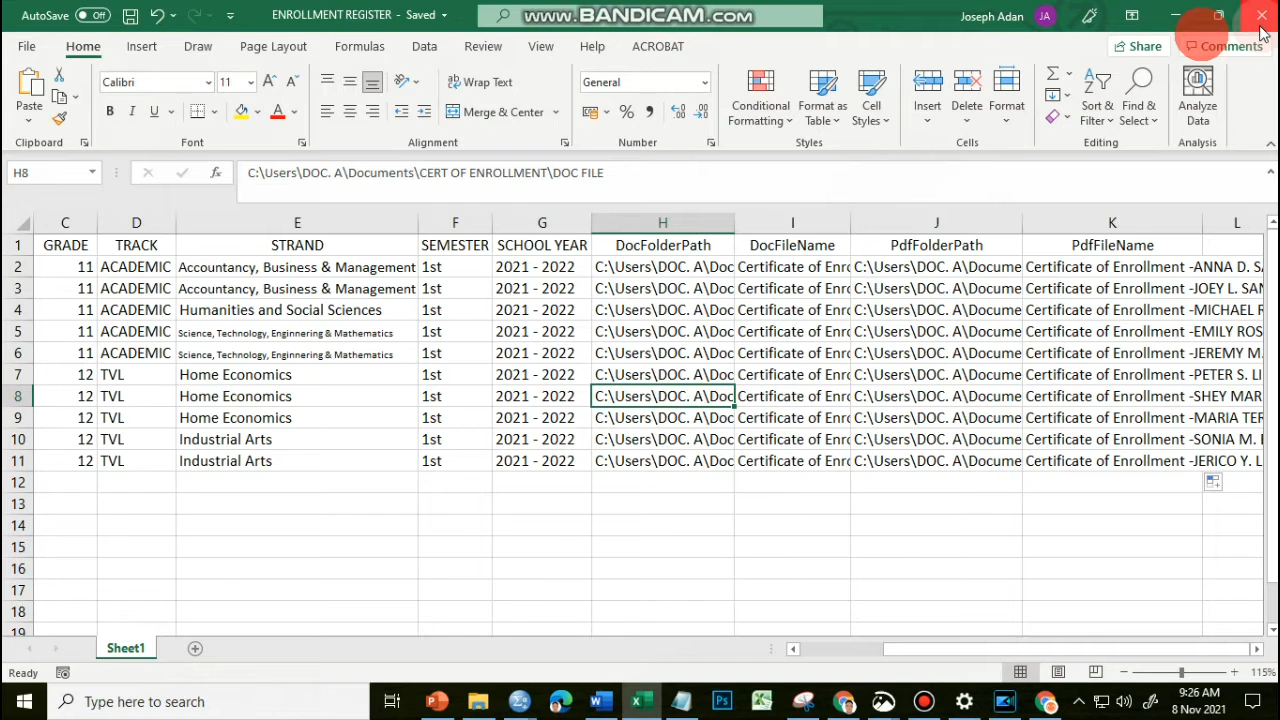 AutoSave Off ENROLLMENT REGISTER - Saved www.BANDICAM.com Joseph Adan JA
File Home Insert Draw Page Layout Formulas Data Review View Help ACROBAT Share Comments
Paste Calibri 11 Wrap Text General Conditional Formatting Format as Table Cell Styles Insert Delete Format Sort & Filter Find & Select Analyze Data
B I U A Merge & Center % 9
Clipboard Font Alignment Number Styles Cells Editing Analysis
H8 fx C:\Users\DOC. A\Documents\CERT OF ENROLLMENT\DOC FILE
C D E F G H I J K L
1 GRADE TRACK STRAND SEMESTER SCHOOL YEAR DocFolderPath DocFileName PdfFolderPath PdfFileName
2 11 ACADEMIC Accountancy, Business & Management 1st 2021 - 2022 C:\Users\DOC. A\Doc Certificate of Enro C:\Users\DOC. A\Docume Certificate of Enrollment -ANNA D. SA
3 11 ACADEMIC Accountancy, Business & Management 1st 2021 - 2022 C:\Users\DOC. A\Doc Certificate of Enro C:\Users\DOC. A\Docume Certificate of Enrollment -JOEY L. SAN
4 11 ACADEMIC Humanities and Social Sciences 1st 2021 - 2022 C:\Users\DOC. A\Doc Certificate of Enro C:\Users\DOC. A\Docume Certificate of Enrollment -MICHAEL R
5 11 ACADEMIC Science, Technology, Enginnering & Mathematics 1st 2021 - 2022 C:\Users\DOC. A\Doc Certificate of Enro C:\Users\DOC. A\Docume Certificate of Enrollment -EMILY ROS
6 11 ACADEMIC Science, Technology, Enginnering & Mathematics 1st 2021 - 2022 C:\Users\DOC. A\Doc Certificate of Enro C:\Users\DOC. A\Docume Certificate of Enrollment -JEREMY M.
7 12 TVL Home Economics 1st 2021 - 2022 C:\Users\DOC. A\Doc Certificate of Enro C:\Users\DOC. A\Docume Certificate of Enrollment -PETER S. LI
8 12 TVL Home Economics 1st 2021 - 2022 C:\Users\DOC. A\Doc Certificate of Enro C:\Users\DOC. A\Docume Certificate of Enrollment -SHEY MAR
9 12 TVL Home Economics 1st 2021 - 2022 C:\Users\DOC. A\Doc Certificate of Enro C:\Users\DOC. A\Docume Certificate of Enrollment -MARIA TER
10 12 TVL Industrial Arts 1st 2021 - 2022 C:\Users\DOC. A\Doc Certificate of Enro C:\Users\DOC. A\Docume Certificate of Enrollment -SONIA M. E
11 12 TVL Industrial Arts 1st 2021 - 2022 C:\Users\DOC. A\Doc Certificate of Enro C:\Users\DOC. A\Docume Certificate of Enrollment -JERICO Y. L
12
13
14
15
16
17
18
19
Sheet1
Ready 115%
Type here to search 9:26 AM
8 Nov 2021